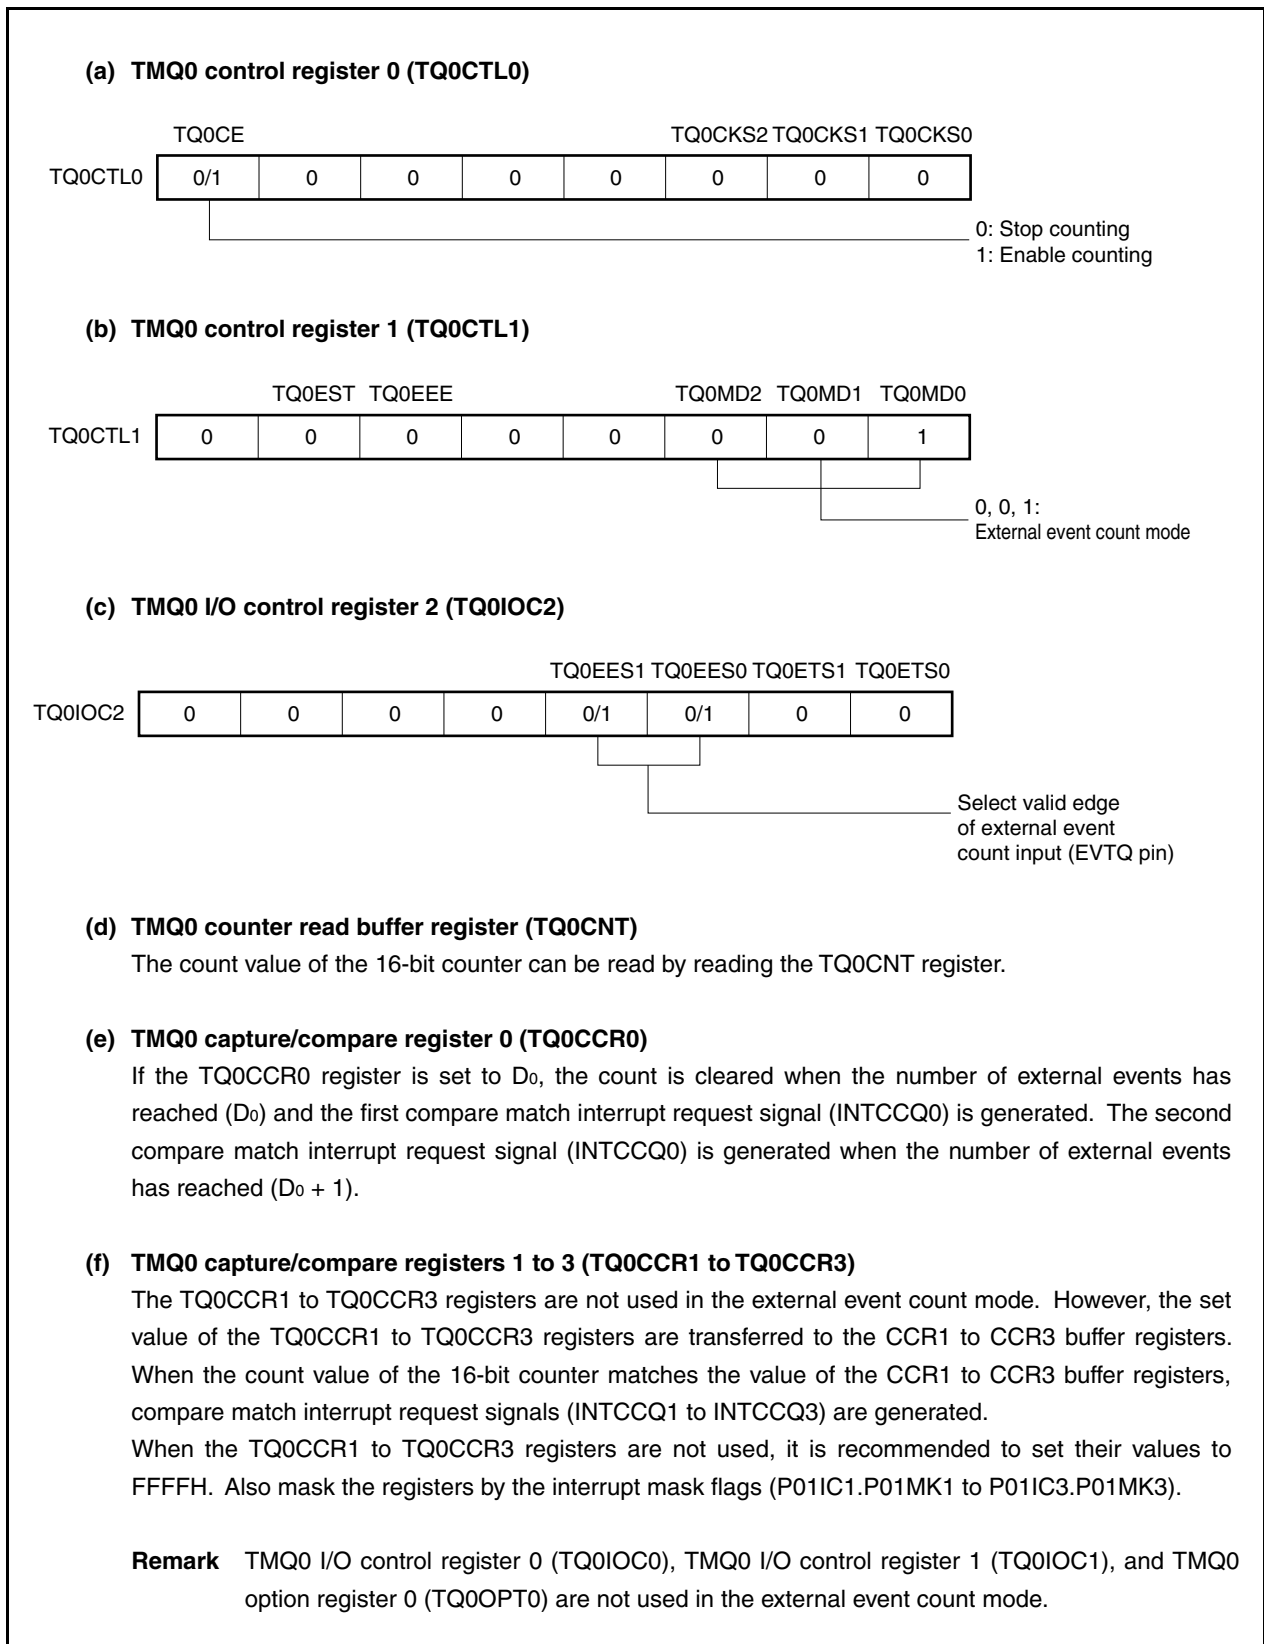 (a) TMQ0 control register 0 (TQ0CTL0)
TQ0CE TQ0CKS2 TQ0CKS1 TQ0CKS0
TQ0CTL0 0/1 0 0 0 0 0 0 0
0: Stop counting
1: Enable counting
(b) TMQ0 control register 1 (TQ0CTL1)
TQ0EST TQ0EEE TQ0MD2 TQ0MD1 TQ0MD0
TQ0CTL1 0 0 0 0 0 0 0 1
0, 0, 1:
External event count mode
(c) TMQ0 I/O control register 2 (TQ0IOC2)
TQ0EES1 TQ0EES0 TQ0ETS1 TQ0ETS0
TQ0IOC2 0 0 0 0 0/1 0/1 0 0
Select valid edge
of external event
count input (EVTQ pin)
(d) TMQ0 counter read buffer register (TQ0CNT)
The count value of the 16-bit counter can be read by reading the TQ0CNT register.
(e) TMQ0 capture/compare register 0 (TQ0CCR0)
If the TQ0CCR0 register is set to D0, the count is cleared when the number of external events has
reached (D0) and the first compare match interrupt request signal (INTCCQ0) is generated. The second
compare match interrupt request signal (INTCCQ0) is generated when the number of external events
has reached (D0 + 1).
(f) TMQ0 capture/compare registers 1 to 3 (TQ0CCR1 to TQ0CCR3)
The TQ0CCR1 to TQ0CCR3 registers are not used in the external event count mode. However, the set
value of the TQ0CCR1 to TQ0CCR3 registers are transferred to the CCR1 to CCR3 buffer registers.
When the count value of the 16-bit counter matches the value of the CCR1 to CCR3 buffer registers,
compare match interrupt request signals (INTCCQ1 to INTCCQ3) are generated.
When the TQ0CCR1 to TQ0CCR3 registers are not used, it is recommended to set their values to
FFFFH. Also mask the registers by the interrupt mask flags (P01IC1.P01MK1 to P01IC3.P01MK3).
Remark TMQ0 I/O control register 0 (TQ0IOC0), TMQ0 I/O control register 1 (TQ0IOC1), and TMQ0
option register 0 (TQ0OPT0) are not used in the external event count mode.